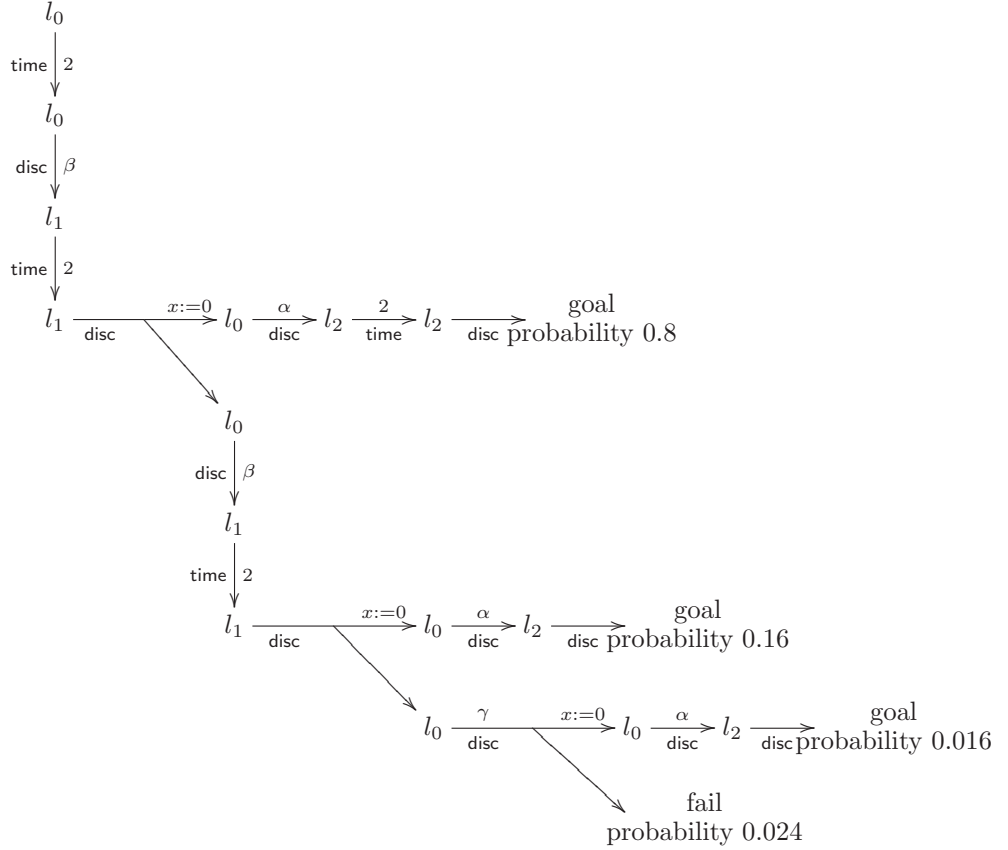 l₀
time 2
l₀
disc β
l₁
time 2
l₁ disc x:=0 l₀ α disc l₂ 2 time l₂ disc goal
probability 0.8
l₀
disc β
l₁
time 2
l₁ disc x:=0 l₀ α disc l₂ disc goal
probability 0.16
l₀ γ disc x:=0 l₀ α disc l₂ disc goal
probability 0.016
fail
probability 0.024